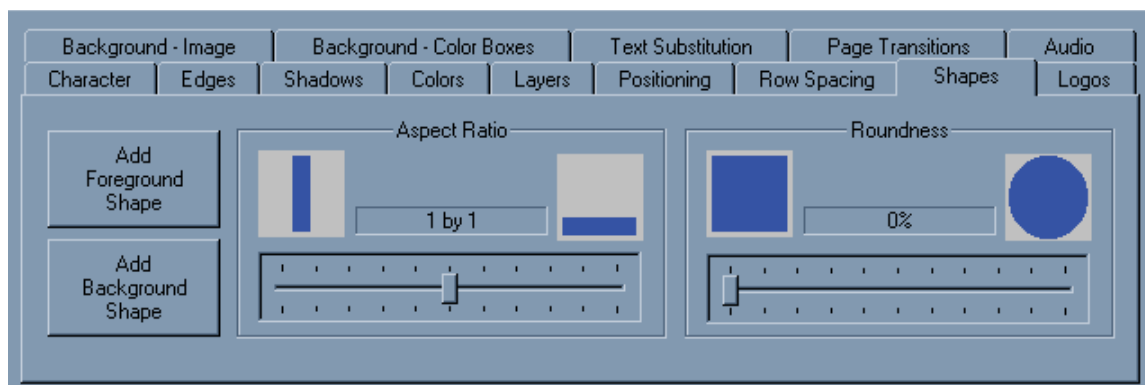 Background - Image Background - Color Boxes Text Substitution Page Transitions Audio
Character Edges Shadows Colors Layers Positioning Row Spacing Shapes Logos
Add
Foreground
Shape
Add
Background
Shape
Aspect Ratio
1 by 1
Roundness
0%